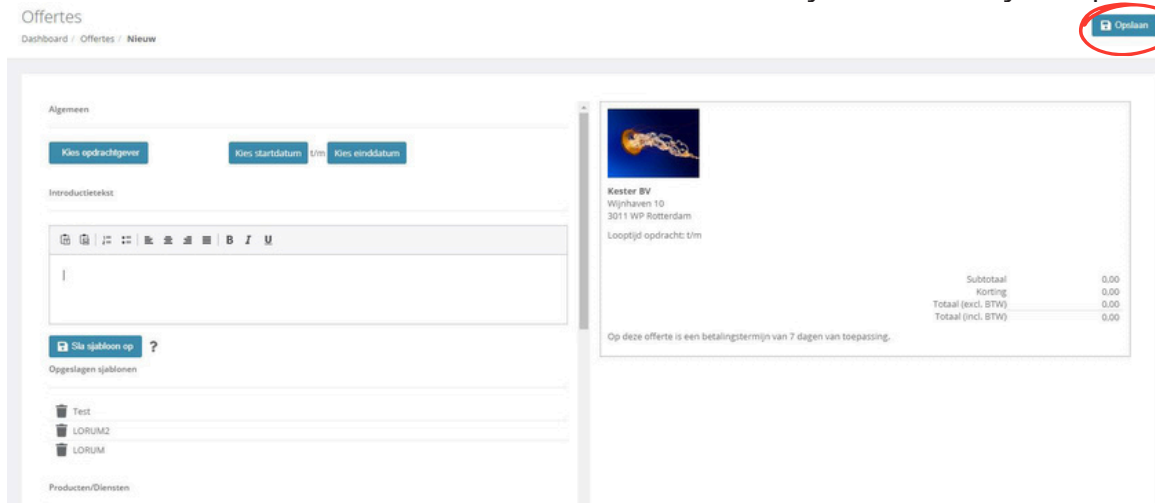 Offertes
Dashboard / Offertes / Nieuw
Opslaan
Algemeen
Kies opdrachtgever
Kies startdatum t/m Kies einddatum
Introductietekst
B I U
Sla sjabloon op ?
Opgeslagen sjablonen
Test
LORUM2
LORUM
Producten/Diensten
Kester BV
Wijnhaven 10
3011 WP Rotterdam
Looptijd opdracht: t/m
Subtotaal 0,00
Korting 0,00
Totaal (excl. BTW) 0,00
Totaal (incl. BTW) 0,00
Op deze offerte is een betalingstermijn van 7 dagen van toepassing.